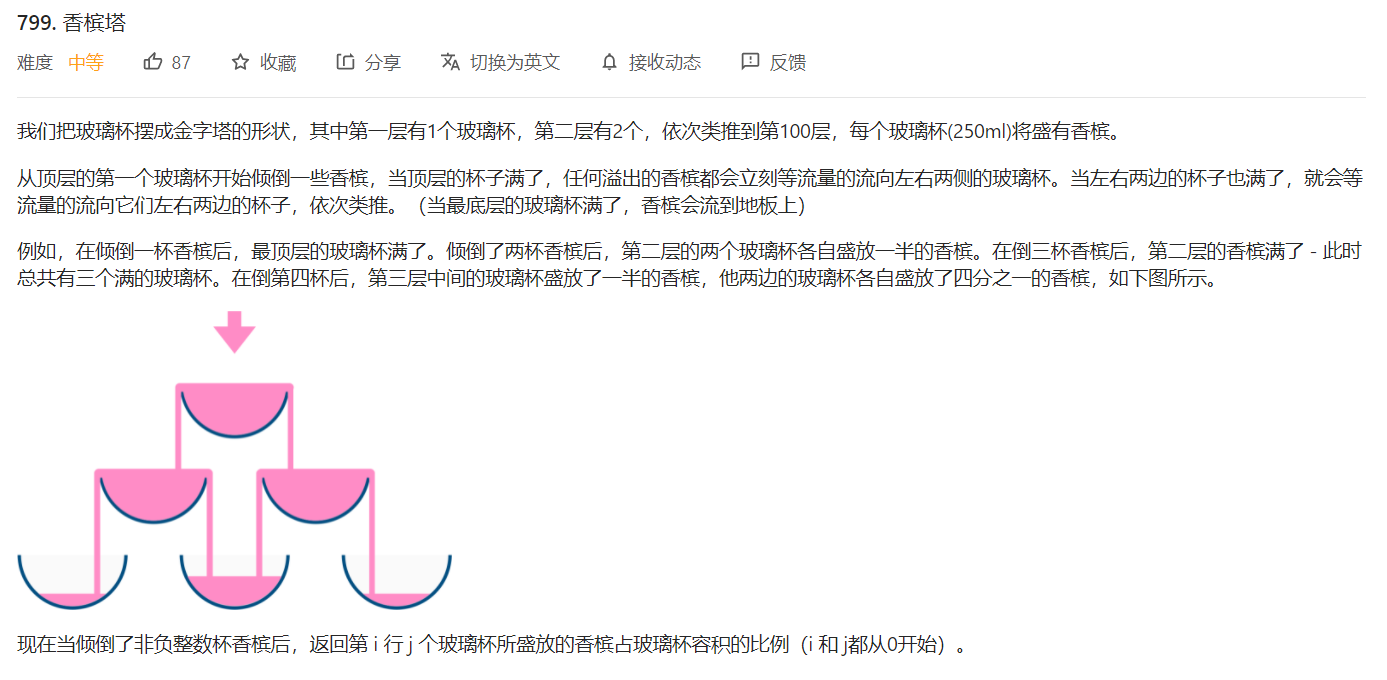 799. 香槟塔
难度 中等 87 收藏 分享 切换为英文 接收动态 反馈
我们把玻璃杯摆成金字塔的形状，其中第一层有1个玻璃杯，第二层有2个，依次类推到第100层，每个玻璃杯(250ml)将盛有香槟。
从顶层的第一个玻璃杯开始倾倒一些香槟，当顶层的杯子满了，任何溢出的香槟都会立刻等流量的流向左右两侧的玻璃杯。当左右两边的杯子也满了，就会等
流量的流向它们左右两边的杯子，依次类推。（当最底层的玻璃杯满了，香槟会流到地板上）
例如，在倾倒一杯香槟后，最顶层的玻璃杯满了。倾倒了两杯香槟后，第二层的两个玻璃杯各自盛放一半的香槟。在倒三杯香槟后，第二层的香槟满了 - 此时
总共有三个满的玻璃杯。在倒第四杯后，第三层中间的玻璃杯盛放了一半的香槟，他两边的玻璃杯各自盛放了四分之一的香槟，如下图所示。
现在当倾倒了非负整数杯香槟后，返回第 i 行 j 个玻璃杯所盛放的香槟占玻璃杯容积的比例（i 和 j都从0开始）。